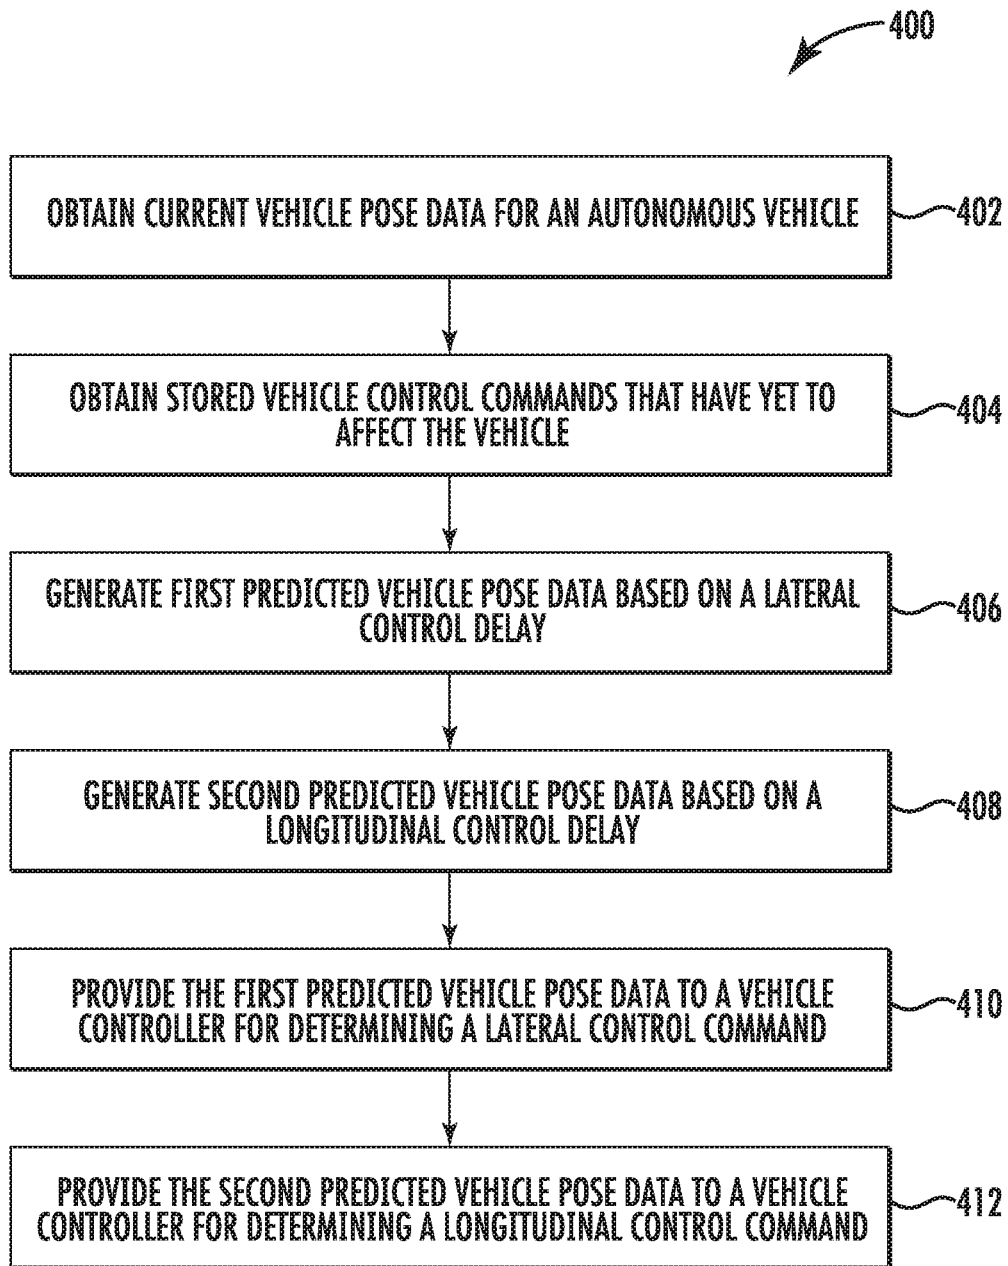 400
OBTAIN CURRENT VEHICLE POSE DATA FOR AN AUTONOMOUS VEHICLE
402
OBTAIN STORED VEHICLE CONTROL COMMANDS THAT HAVE YET TO
AFFECT THE VEHICLE
404
GENERATE FIRST PREDICTED VEHICLE POSE DATA BASED ON A LATERAL
CONTROL DELAY
406
GENERATE SECOND PREDICTED VEHICLE POSE DATA BASED ON A
LONGITUDINAL CONTROL DELAY
408
PROVIDE THE FIRST PREDICTED VEHICLE POSE DATA TO A VEHICLE
CONTROLLER FOR DETERMINING A LATERAL CONTROL COMMAND
410
PROVIDE THE SECOND PREDICTED VEHICLE POSE DATA TO A VEHICLE
CONTROLLER FOR DETERMINING A LONGITUDINAL CONTROL COMMAND
412